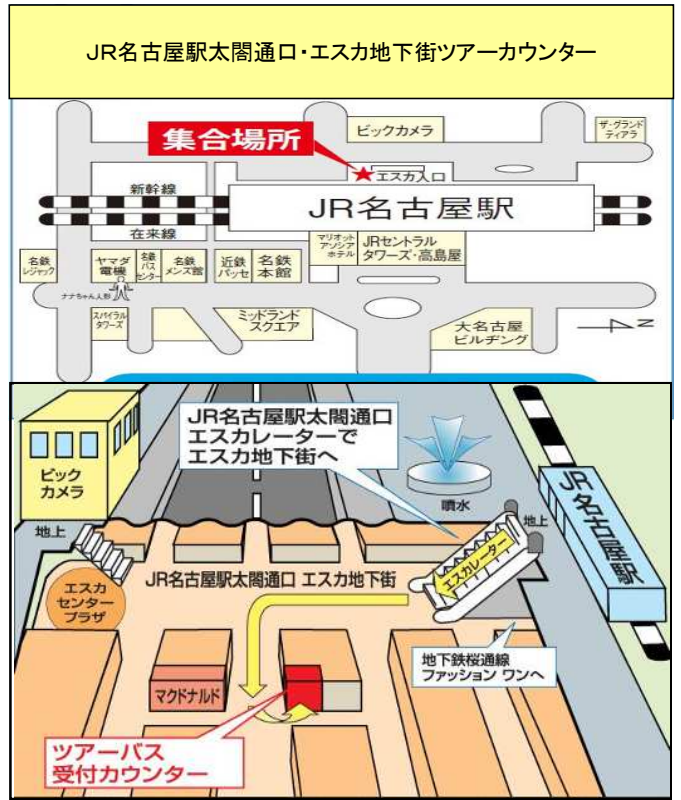 JR名古屋駅太閤通口・エスカ地下街ツアーカウンター
集合場所
ビックカメラ
ザ・グランド
ティアラ
エスカ入口
新幹線
JR名古屋駅
在来線
名鉄
レジャック
ヤマダ
電機
名鉄
バス
センター
名鉄
メンズ館
近鉄
パッセ
名鉄
本館
マリオット
アソシア
ホテル
JRセントラル
タワーズ・高島屋
ナナちゃん人形
スパイラル
タワーズ
ミッドランド
スクエア
大名古屋
ビルヂング
N
JR名古屋駅太閤通口
エスカレーターで
エスカ地下街へ
ビック
カメラ
噴水
地上
地上
JR名古屋駅
エスカレーター
JR名古屋駅太閤通口 エスカ地下街
エスカ
センター
プラザ
地下鉄桜通線
ファッション ワンへ
マクドナルド
ツアーバス
受付カウンター